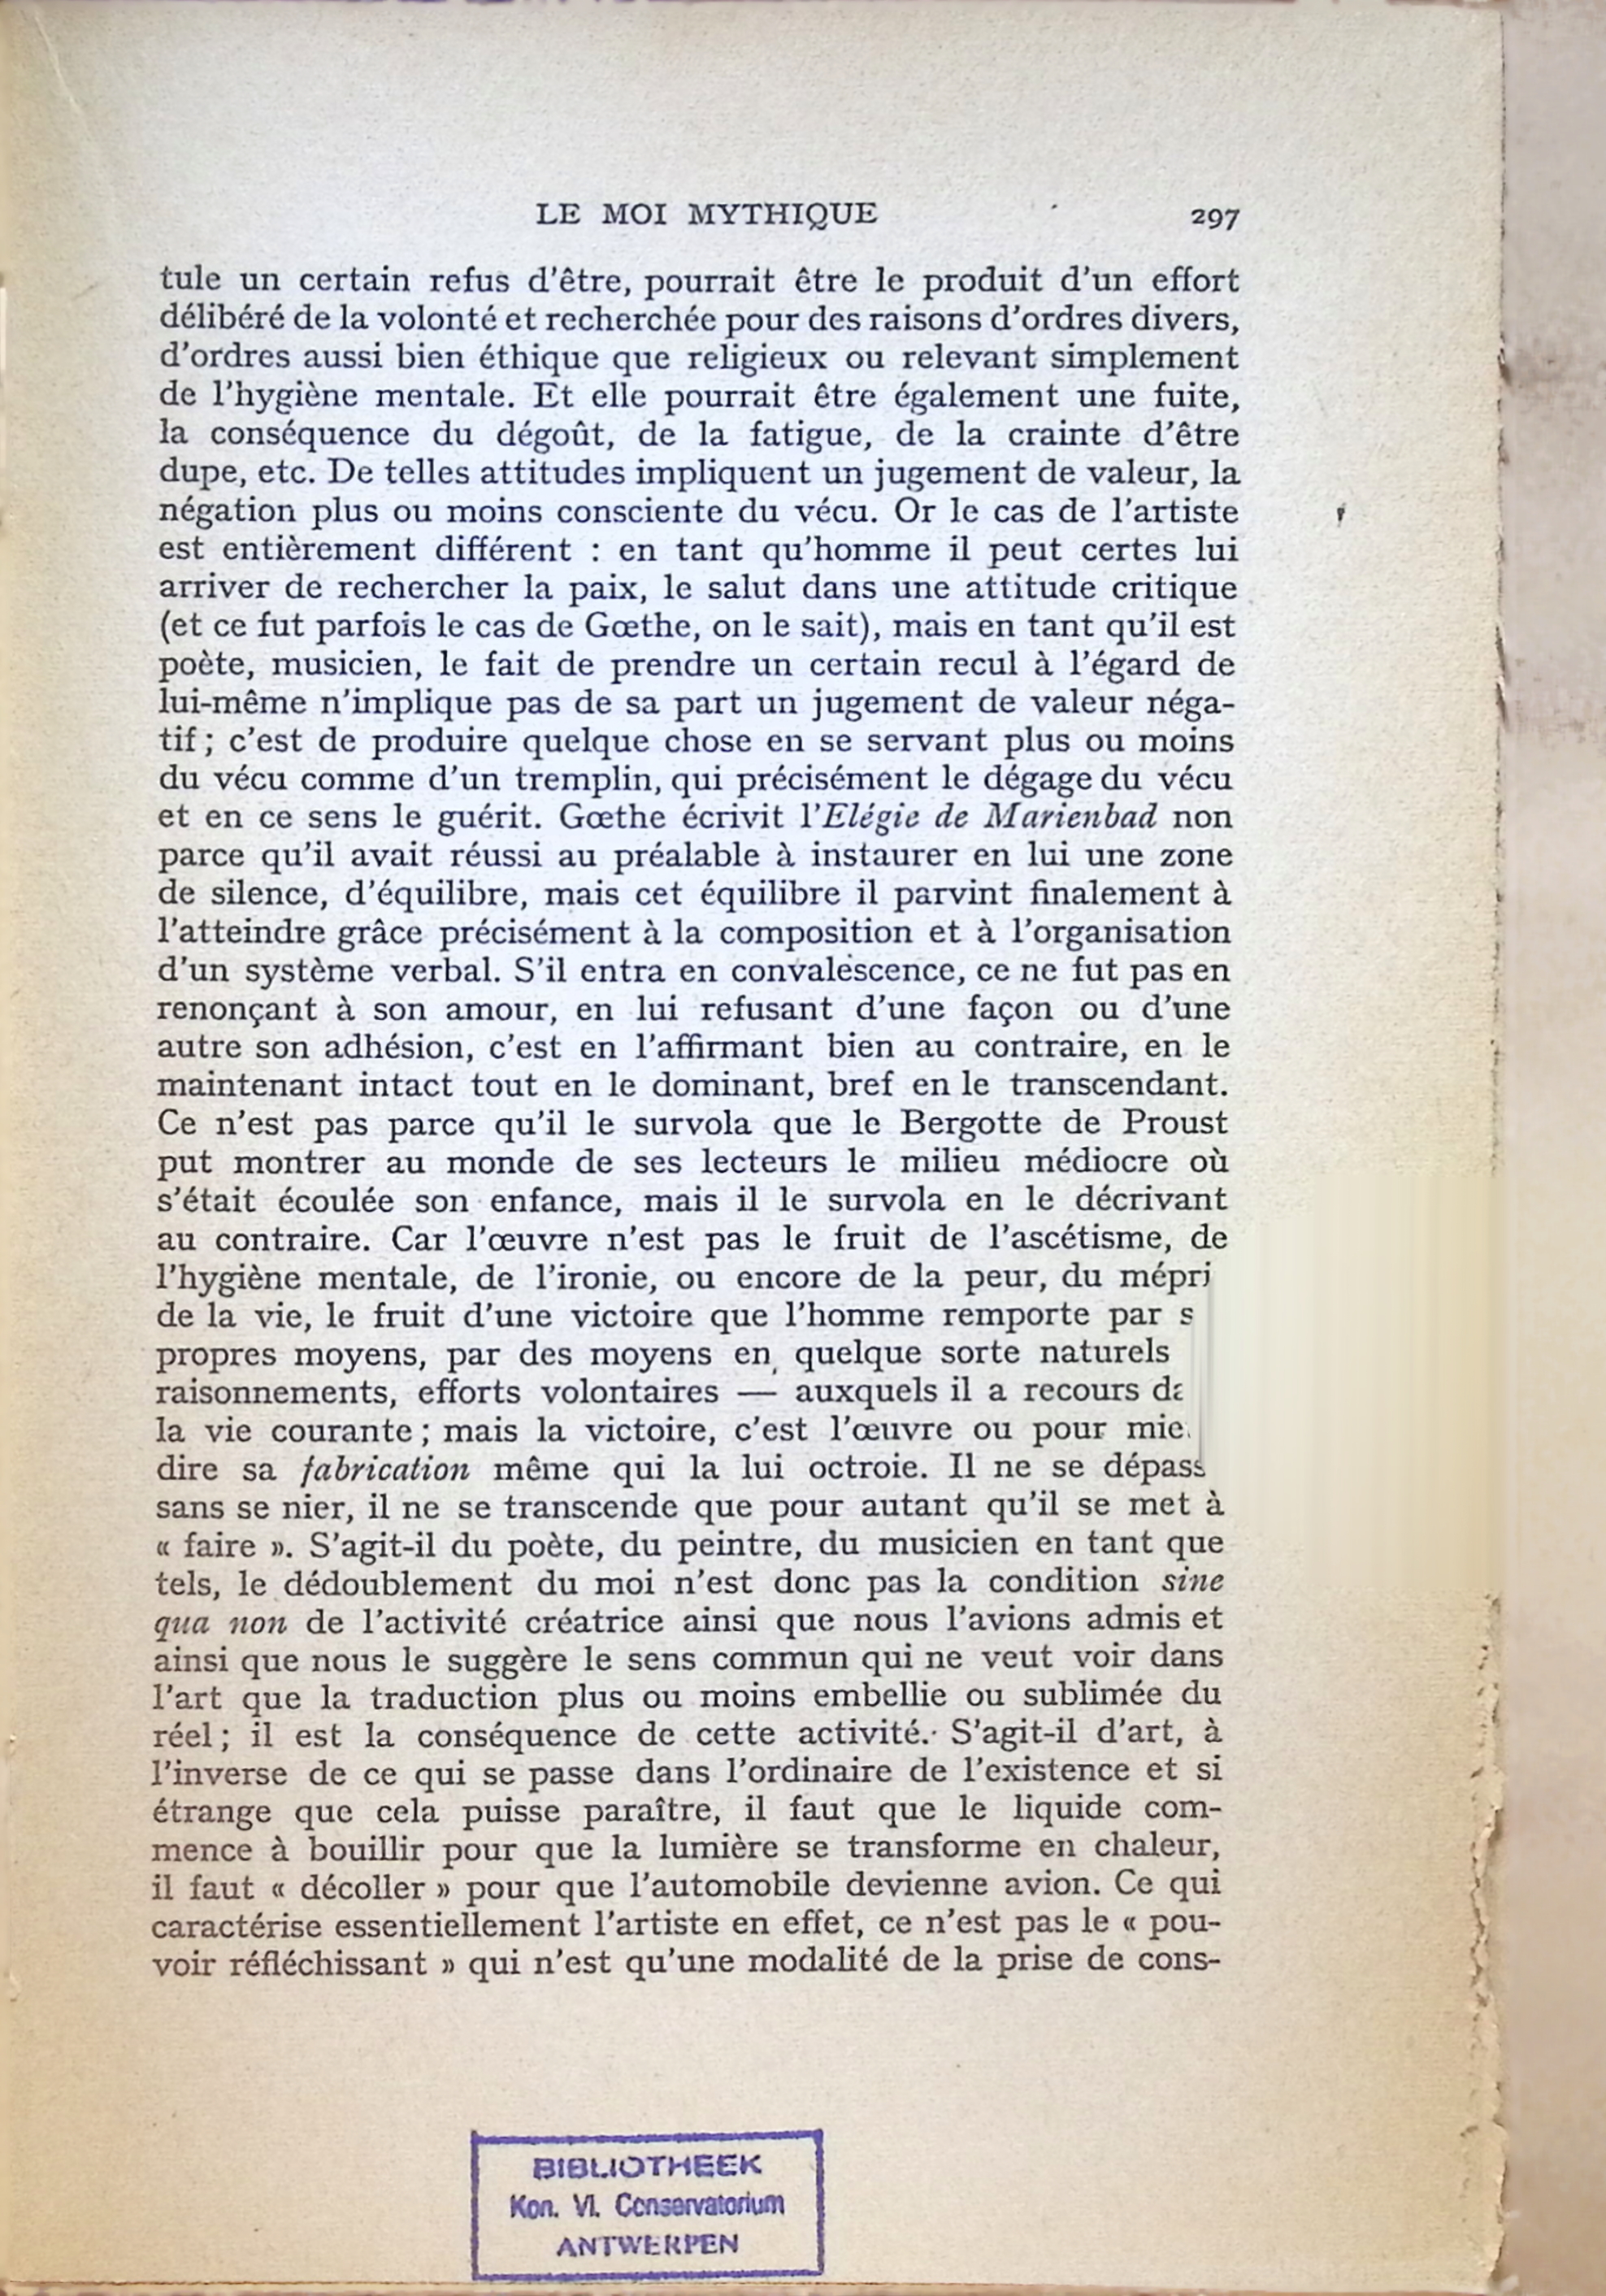 LE MOI MYTHIQUE 297
tule un certain refus d'être, pourrait être le produit d'un effort
délibéré de la volonté et recherchée pour des raisons d'ordres divers,
d'ordres aussi bien éthique que religieux ou relevant simplement
de l'hygiène mentale. Et elle pourrait être également une fuite,
la conséquence du dégoût, de la fatigue, de la crainte d'être
dupe, etc. De telles attitudes impliquent un jugement de valeur, la
négation plus ou moins consciente du vécu. Or le cas de l'artiste
est entièrement différent : en tant qu'homme il peut certes lui
arriver de rechercher la paix, le salut dans une attitude critique
(et ce fut parfois le cas de Gœthe, on le sait), mais en tant qu'il est
poète, musicien, le fait de prendre un certain recul à l'égard de
lui-même n'implique pas de sa part un jugement de valeur néga-
tif ; c'est de produire quelque chose en se servant plus ou moins
du vécu comme d'un tremplin, qui précisément le dégage du vécu
et en ce sens le guérit. Gœthe écrivit l'Elégie de Marienbad non
parce qu'il avait réussi au préalable à instaurer en lui une zone
de silence, d'équilibre, mais cet équilibre il parvint finalement à
l'atteindre grâce précisément à la composition et à l'organisation
d'un système verbal. S'il entra en convalescence, ce ne fut pas en
renonçant à son amour, en lui refusant d'une façon ou d'une
autre son adhésion, c'est en l'affirmant bien au contraire, en le
maintenant intact tout en le dominant, bref en le transcendant.
Ce n'est pas parce qu'il le survola que le Bergotte de Proust
put montrer au monde de ses lecteurs le milieu médiocre où
s'était écoulée son enfance, mais il le survola en le décrivant
au contraire. Car l'œuvre n'est pas le fruit de l'ascétisme, de
l'hygiène mentale, de l'ironie, ou encore de la peur, du
de la vie, le fruit d'une victoire que l'homme remporte par
propres moyens, par des moyens en quelque sorte naturels
raisonnements, efforts volontaires — auxquels il a recours
la vie courante ; mais la victoire, c'est l'œuvre ou pour
dire sa fabrication même qui la lui octroie. Il ne se
sans se nier, il ne se transcende que pour autant qu'il se met à
« faire ». S'agit-il du poète, du peintre, du musicien en tant que
tels, le dédoublement du moi n'est donc pas la condition sine
qua non de l'activité créatrice ainsi que nous l'avions admis et
ainsi que nous le suggère le sens commun qui ne veut voir dans
l'art que la traduction plus ou moins embellie ou sublimée du
réel ; il est la conséquence de cette activité. S'agit-il d'art, à
l'inverse de ce qui se passe dans l'ordinaire de l'existence et si
étrange que cela puisse paraître, il faut que le liquide com-
mence à bouillir pour que la lumière se transforme en chaleur,
il faut « décoller » pour que l'automobile devienne avion. Ce qui
caractérise essentiellement l'artiste en effet, ce n'est pas le « pou-
voir réfléchissant » qui n'est qu'une modalité de la prise de cons-
BIBLIOTHEEK
Kon. Vl. Conservatorium
ANTWERPEN